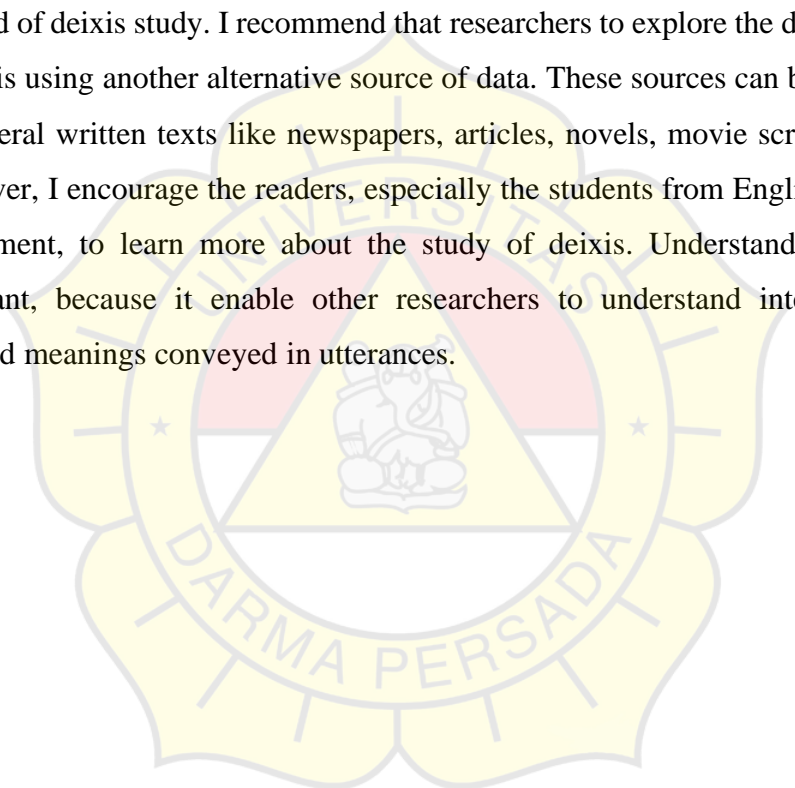 d of deixis study. I recommend that researchers to explore the d
is using another alternative source of data. These sources can b
eral written texts like newspapers, articles, novels, movie scr
ver, I encourage the readers, especially the students from Engl
ment, to learn more about the study of deixis. Understand
ant, because it enable other researchers to understand int
d meanings conveyed in utterances.
UNIVERSITAS
DARMA PERSADA